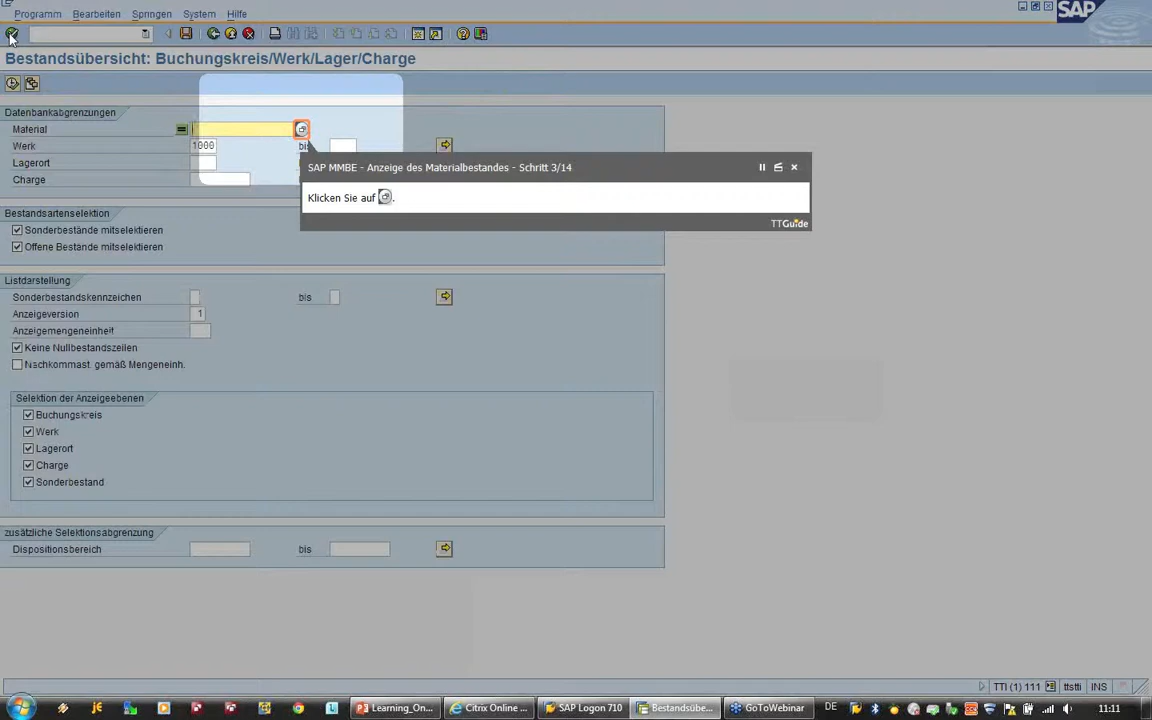 Programm Bearbeiten Springen System Hilfe
SAP
Bestandsübersicht: Buchungskreis/Werk/Lager/Charge
Datenbankabgrenzungen
Material
Werk 1000 bis
Lagerort
Charge
SAP MMBE - Anzeige des Materialbestandes - Schritt 3/14
Klicken Sie auf .
TTGuide
Bestandsartenselektion
Sonderbestände mitselektieren
Offene Bestände mitselektieren
Listdarstellung
Sonderbestandskennzeichen bis
Anzeigeversion 1
Anzeigemengeneinheit
Keine Nullbestandszeilen
Nachkommast. gemäß Mengeneinh.
Selektion der Anzeigeebenen
Buchungskreis
Werk
Lagerort
Charge
Sonderbestand
zusätzliche Selektionsabgrenzung
Dispositionsbereich bis
TTI (1) 111 ttstti INS
Learning_On... Citrix Online ... SAP Logon 710 Bestandsübe... GoToWebinar DE 11:11